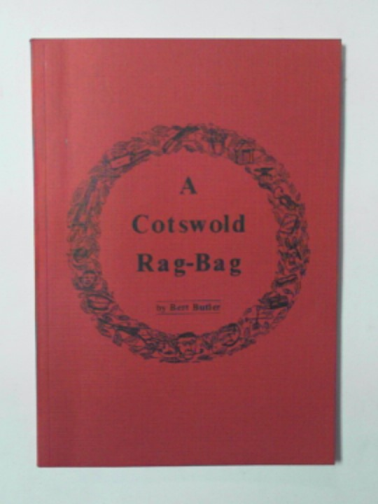 A
Cotswold
Rag-Bag
by Bert Butler